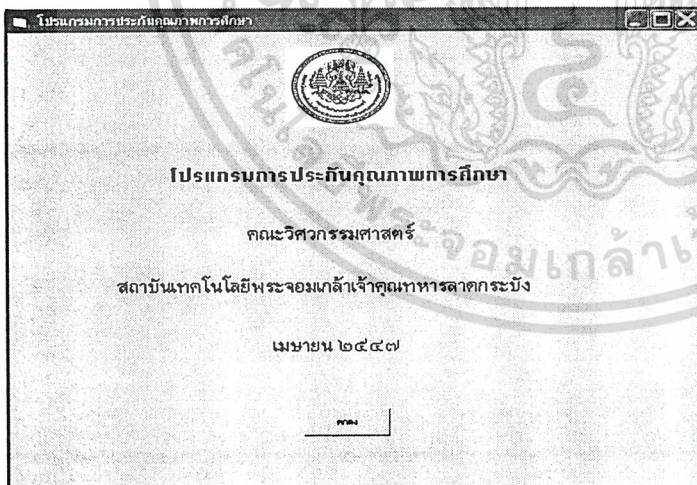 โปรแกรมการประกันคุณภาพการศึกษา
โปรแกรมการประกันคุณภาพการศึกษา
คณะวิศวกรรมศาสตร์
สถาบันเทคโนโลยีพระจอมเกล้าเจ้าคุณทหารลาดกระบัง
เมษายน ๒๕๔๗
ตกลง